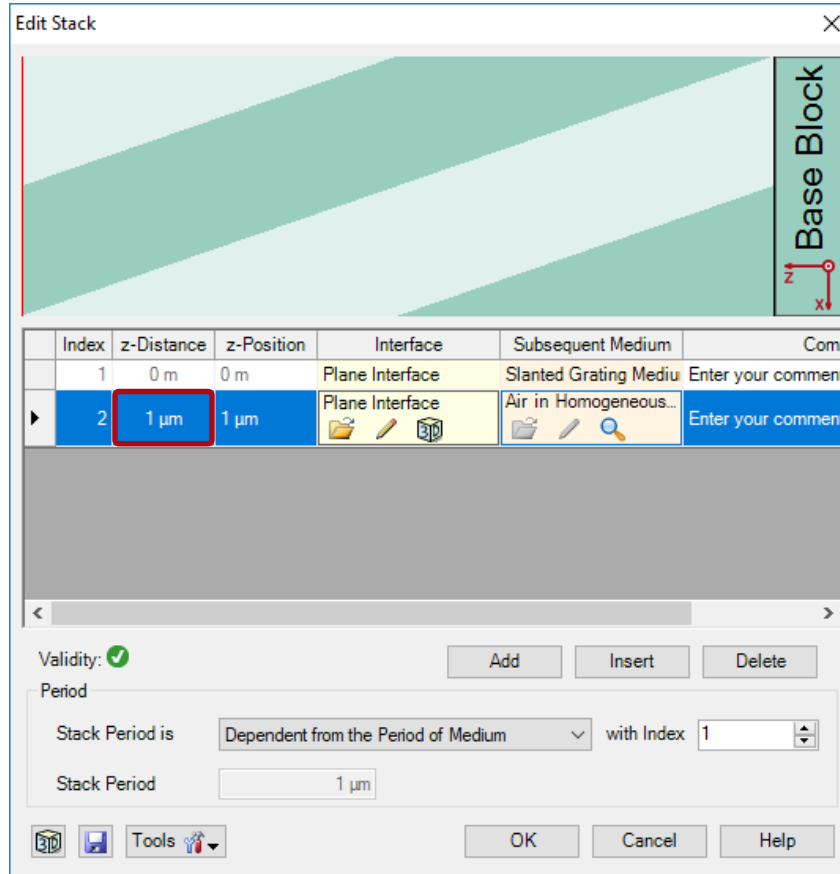 Edit Stack
Base Block
Z
X
Index z-Distance z-Position Interface Subsequent Medium Com
1 0 m 0 m Plane Interface Slanted Grating Mediu Enter your commen
2 1 µm 1 µm Plane Interface Air in Homogeneous... Enter your commen
Validity:
Add Insert Delete
Period
Stack Period is Dependent from the Period of Medium with Index 1
Stack Period 1 µm
3D Tools OK Cancel Help